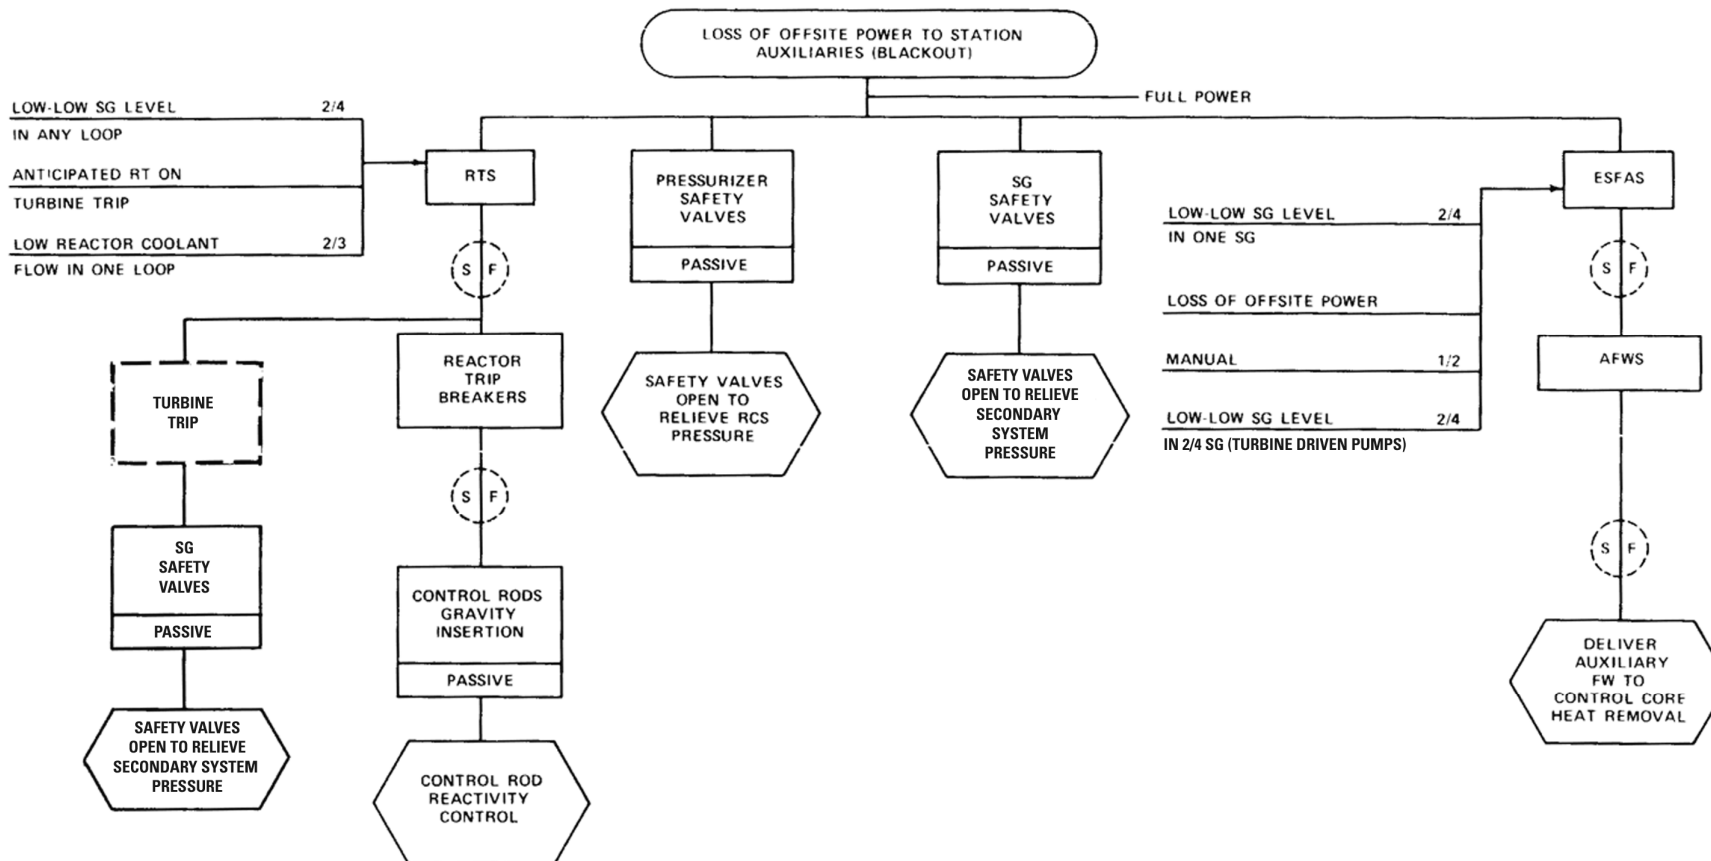 LOSS OF OFFSITE POWER TO STATION
AUXILIARIES (BLACKOUT)
FULL POWER
LOW-LOW SG LEVEL 2/4
IN ANY LOOP
ANTICIPATED RT ON
TURBINE TRIP
LOW REACTOR COOLANT 2/3
FLOW IN ONE LOOP
RTS
S F
TURBINE
TRIP
SG
SAFETY
VALVES
PASSIVE
SAFETY VALVES
OPEN TO RELIEVE
SECONDARY SYSTEM
PRESSURE
REACTOR
TRIP
BREAKERS
S F
CONTROL RODS
GRAVITY
INSERTION
PASSIVE
CONTROL ROD
REACTIVITY
CONTROL
PRESSURIZER
SAFETY
VALVES
PASSIVE
SAFETY VALVES
OPEN TO
RELIEVE RCS
PRESSURE
SG
SAFETY
VALVES
PASSIVE
SAFETY VALVES
OPEN TO RELIEVE
SECONDARY
SYSTEM
PRESSURE
LOW-LOW SG LEVEL 2/4
IN ONE SG
LOSS OF OFFSITE POWER
MANUAL 1/2
LOW-LOW SG LEVEL 2/4
IN 2/4 SG (TURBINE DRIVEN PUMPS)
ESFAS
S F
AFWS
S F
DELIVER
AUXILIARY
FW TO
CONTROL CORE
HEAT REMOVAL